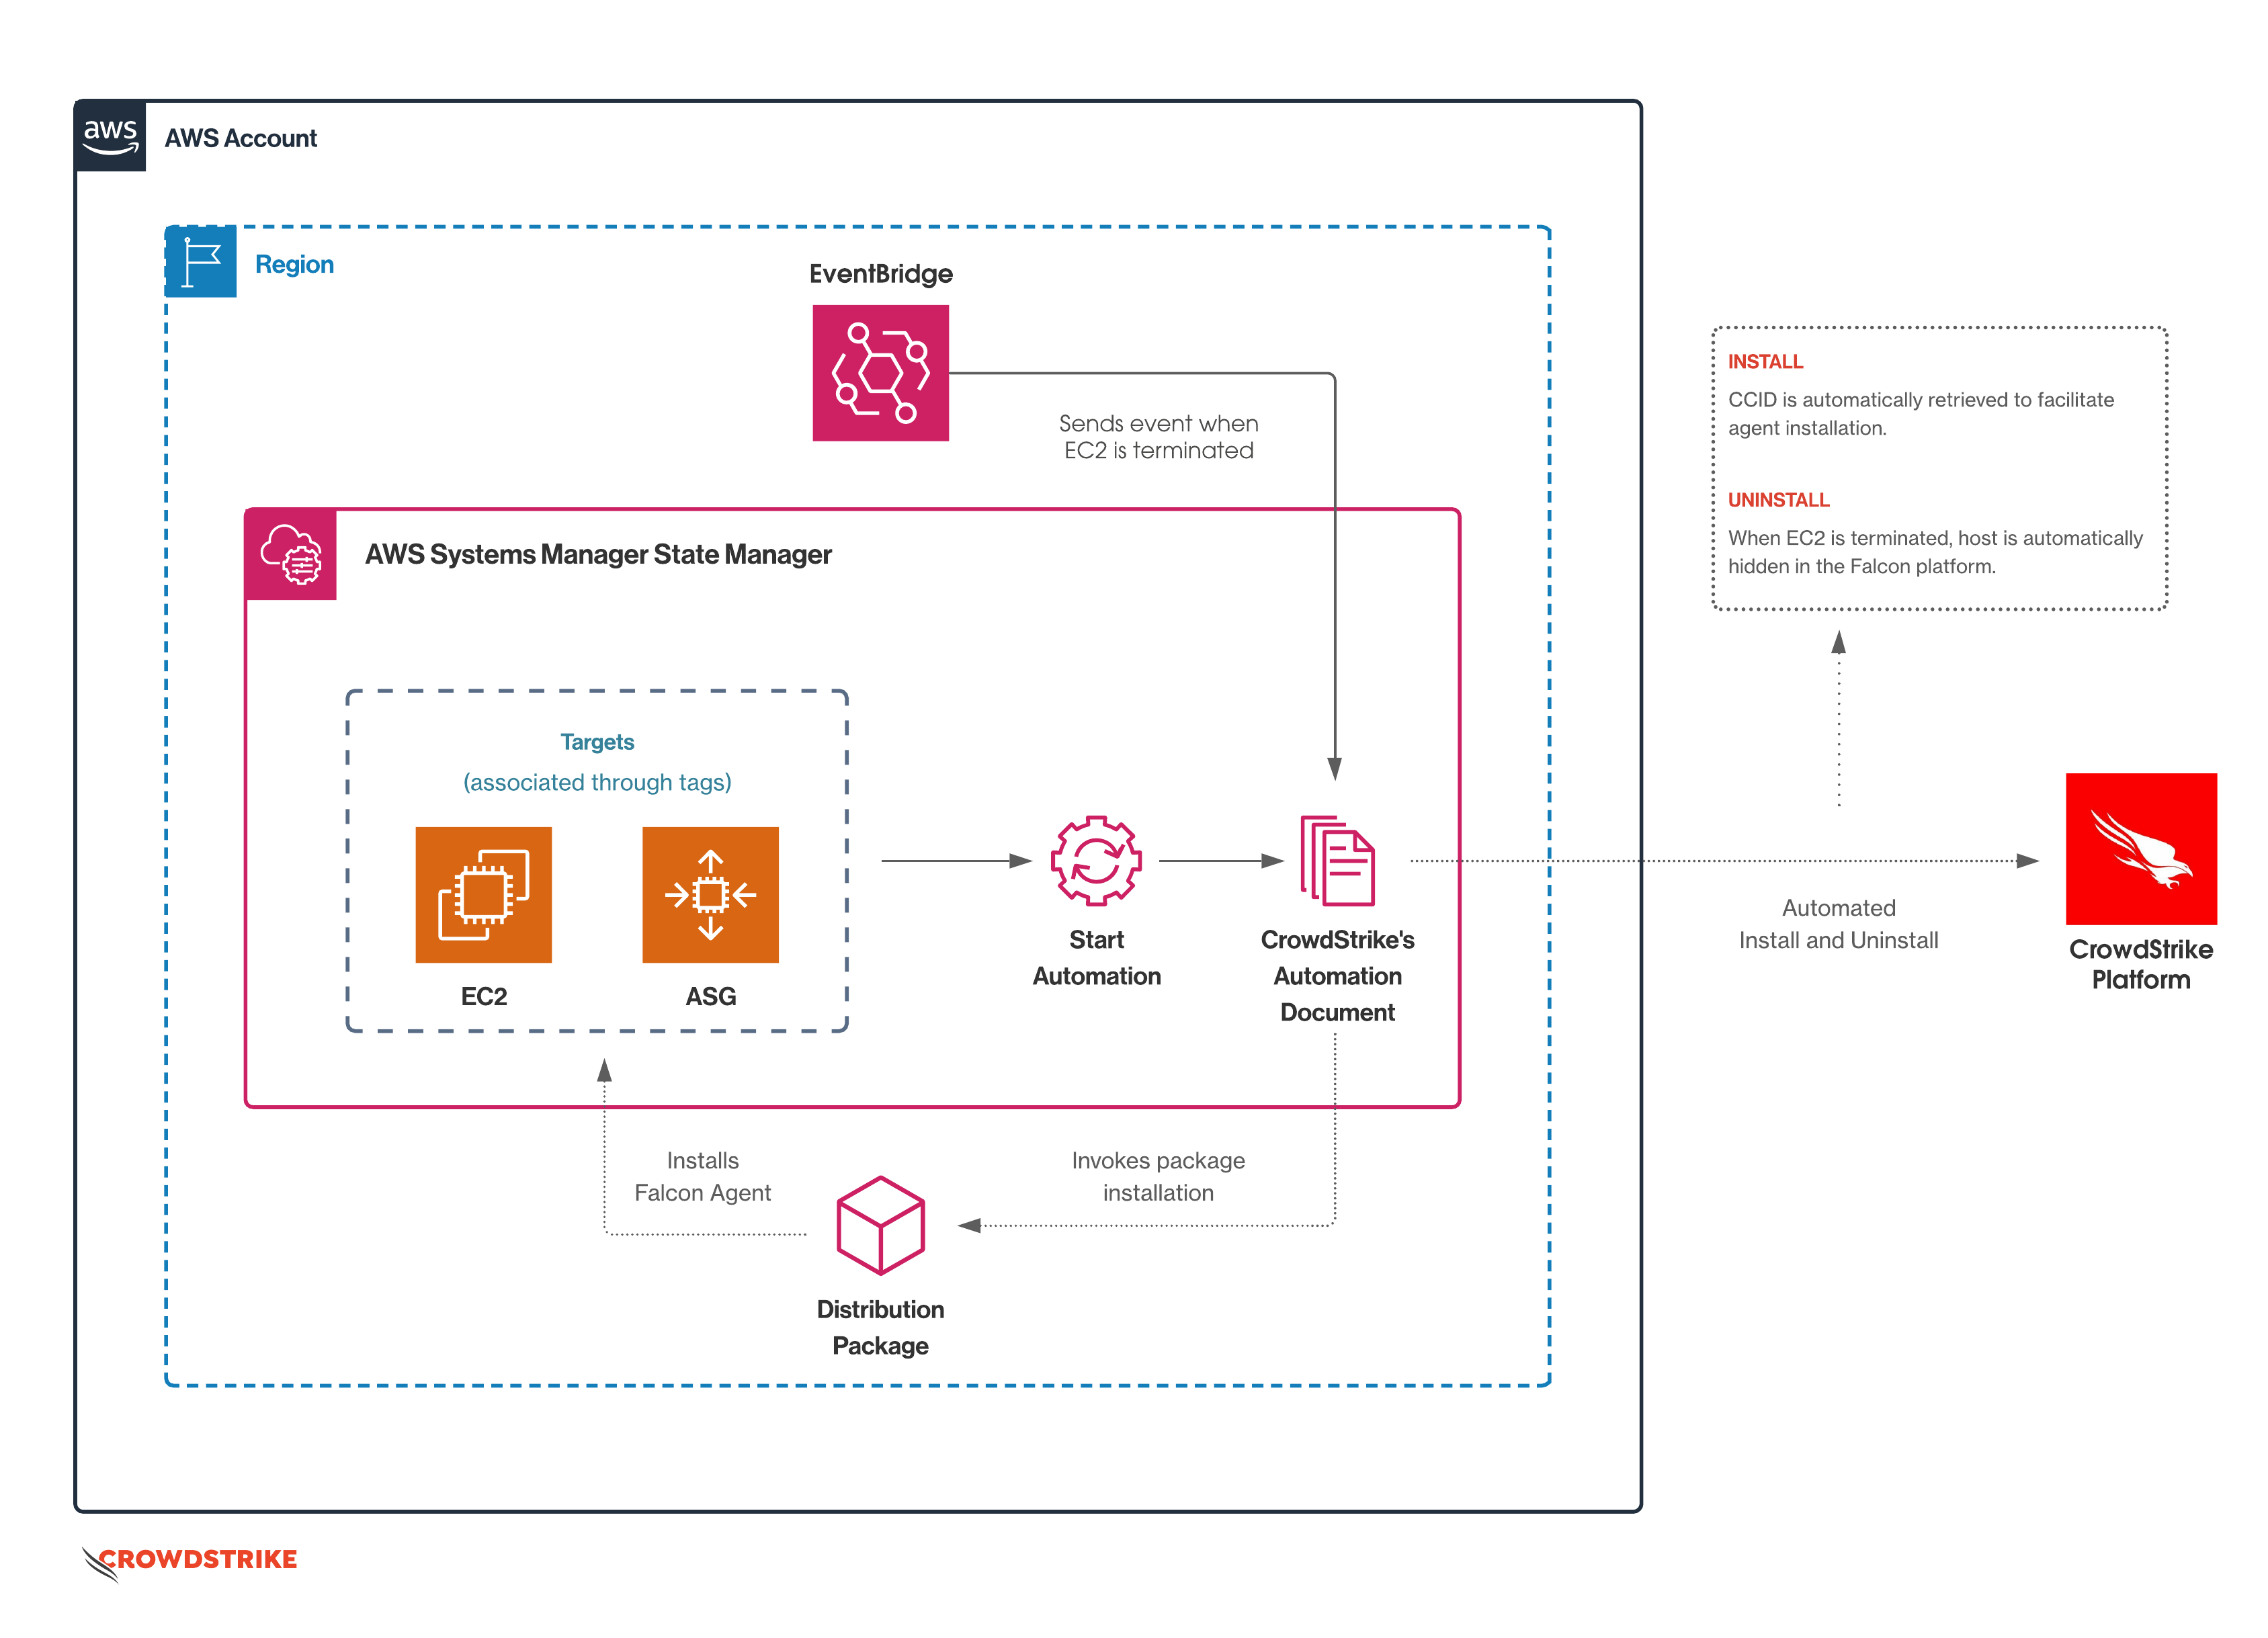 aws
AWS Account
Region
EventBridge
Sends event when
EC2 is terminated
INSTALL
CCID is automatically retrieved to facilitate
agent installation.
UNINSTALL
When EC2 is terminated, host is automatically
hidden in the Falcon platform.
AWS Systems Manager State Manager
Targets
(associated through tags)
EC2
ASG
Start
Automation
CrowdStrike's
Automation
Document
Automated
Install and Uninstall
CrowdStrike
Platform
Installs
Falcon Agent
Invokes package
installation
Distribution
Package
CROWDSTRIKE